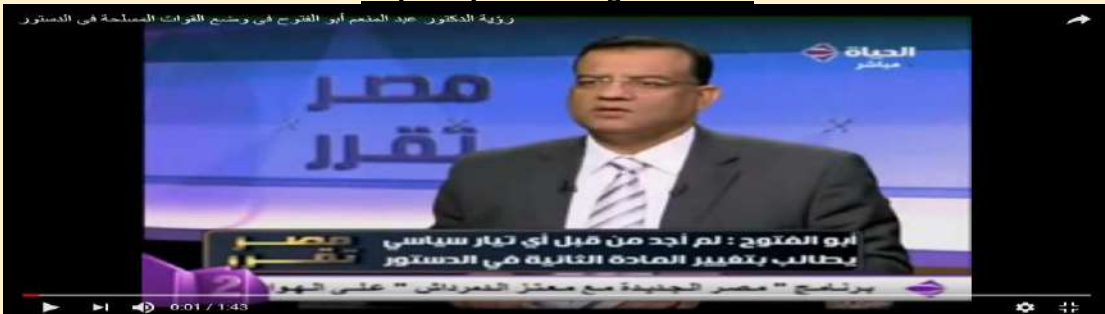 رؤية الدكتور عبد المنعم أبو الفتوح في وضع القوات المسلحة في الدستور
الحياة
مباشر
مصر
تقرر
أبو الفتوح : لم أجد من قبل أي تيار سياسي
يطالب بتغيير المادة الثانية في الدستور
مصر
تقرر
برنامج " مصر الجديدة مع معتز الدمرداش " على الهوا
2
0:01 / 1:43